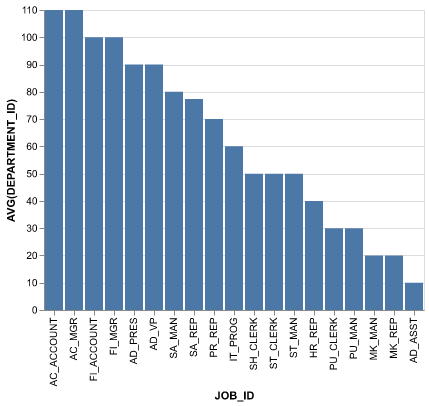 AVG(DEPARTMENT_ID)
110
100
90
80
70
60
50
40
30
20
10
0
AC_ACCOUNT
AC_MGR
FI_ACCOUNT
FI_MGR
AD_PRES
AD_VP
SA_MAN
SA_REP
PR_REP
IT_PROG
SH_CLERK
ST_CLERK
ST_MAN
HR_REP
PU_CLERK
PU_MAN
MK_MAN
MK_REP
AD_ASST
JOB_ID